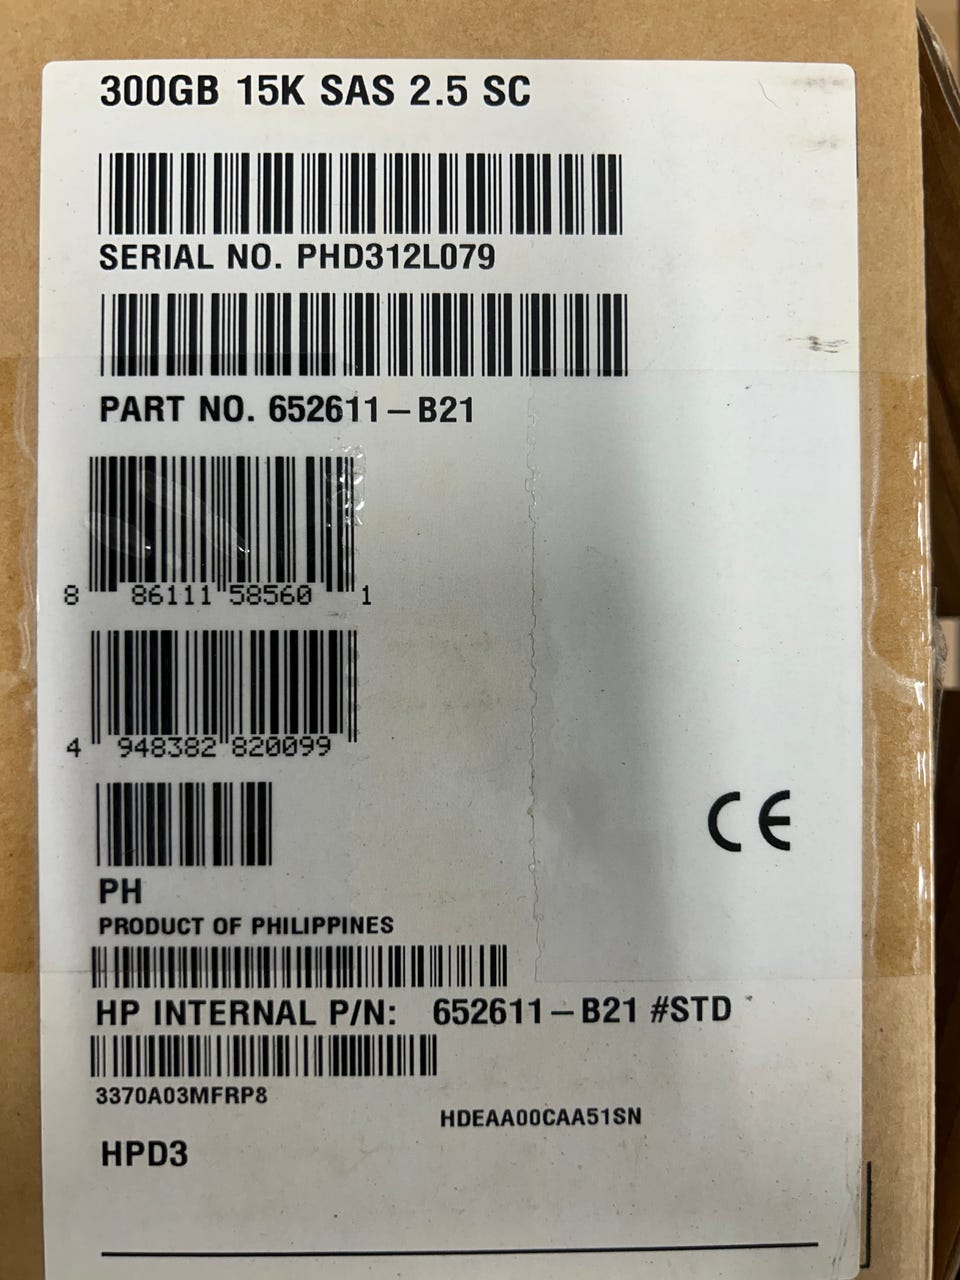 300GB 15K SAS 2.5 SC
SERIAL NO. PHD312L079
PART NO. 652611-B21
8 86111 58560 1
4 948382 820099
PH
PRODUCT OF PHILIPPINES
HP INTERNAL P/N: 652611-B21 #STD
3370A03MFRP8
HDEAA00CAA51SN
HPD3
CE